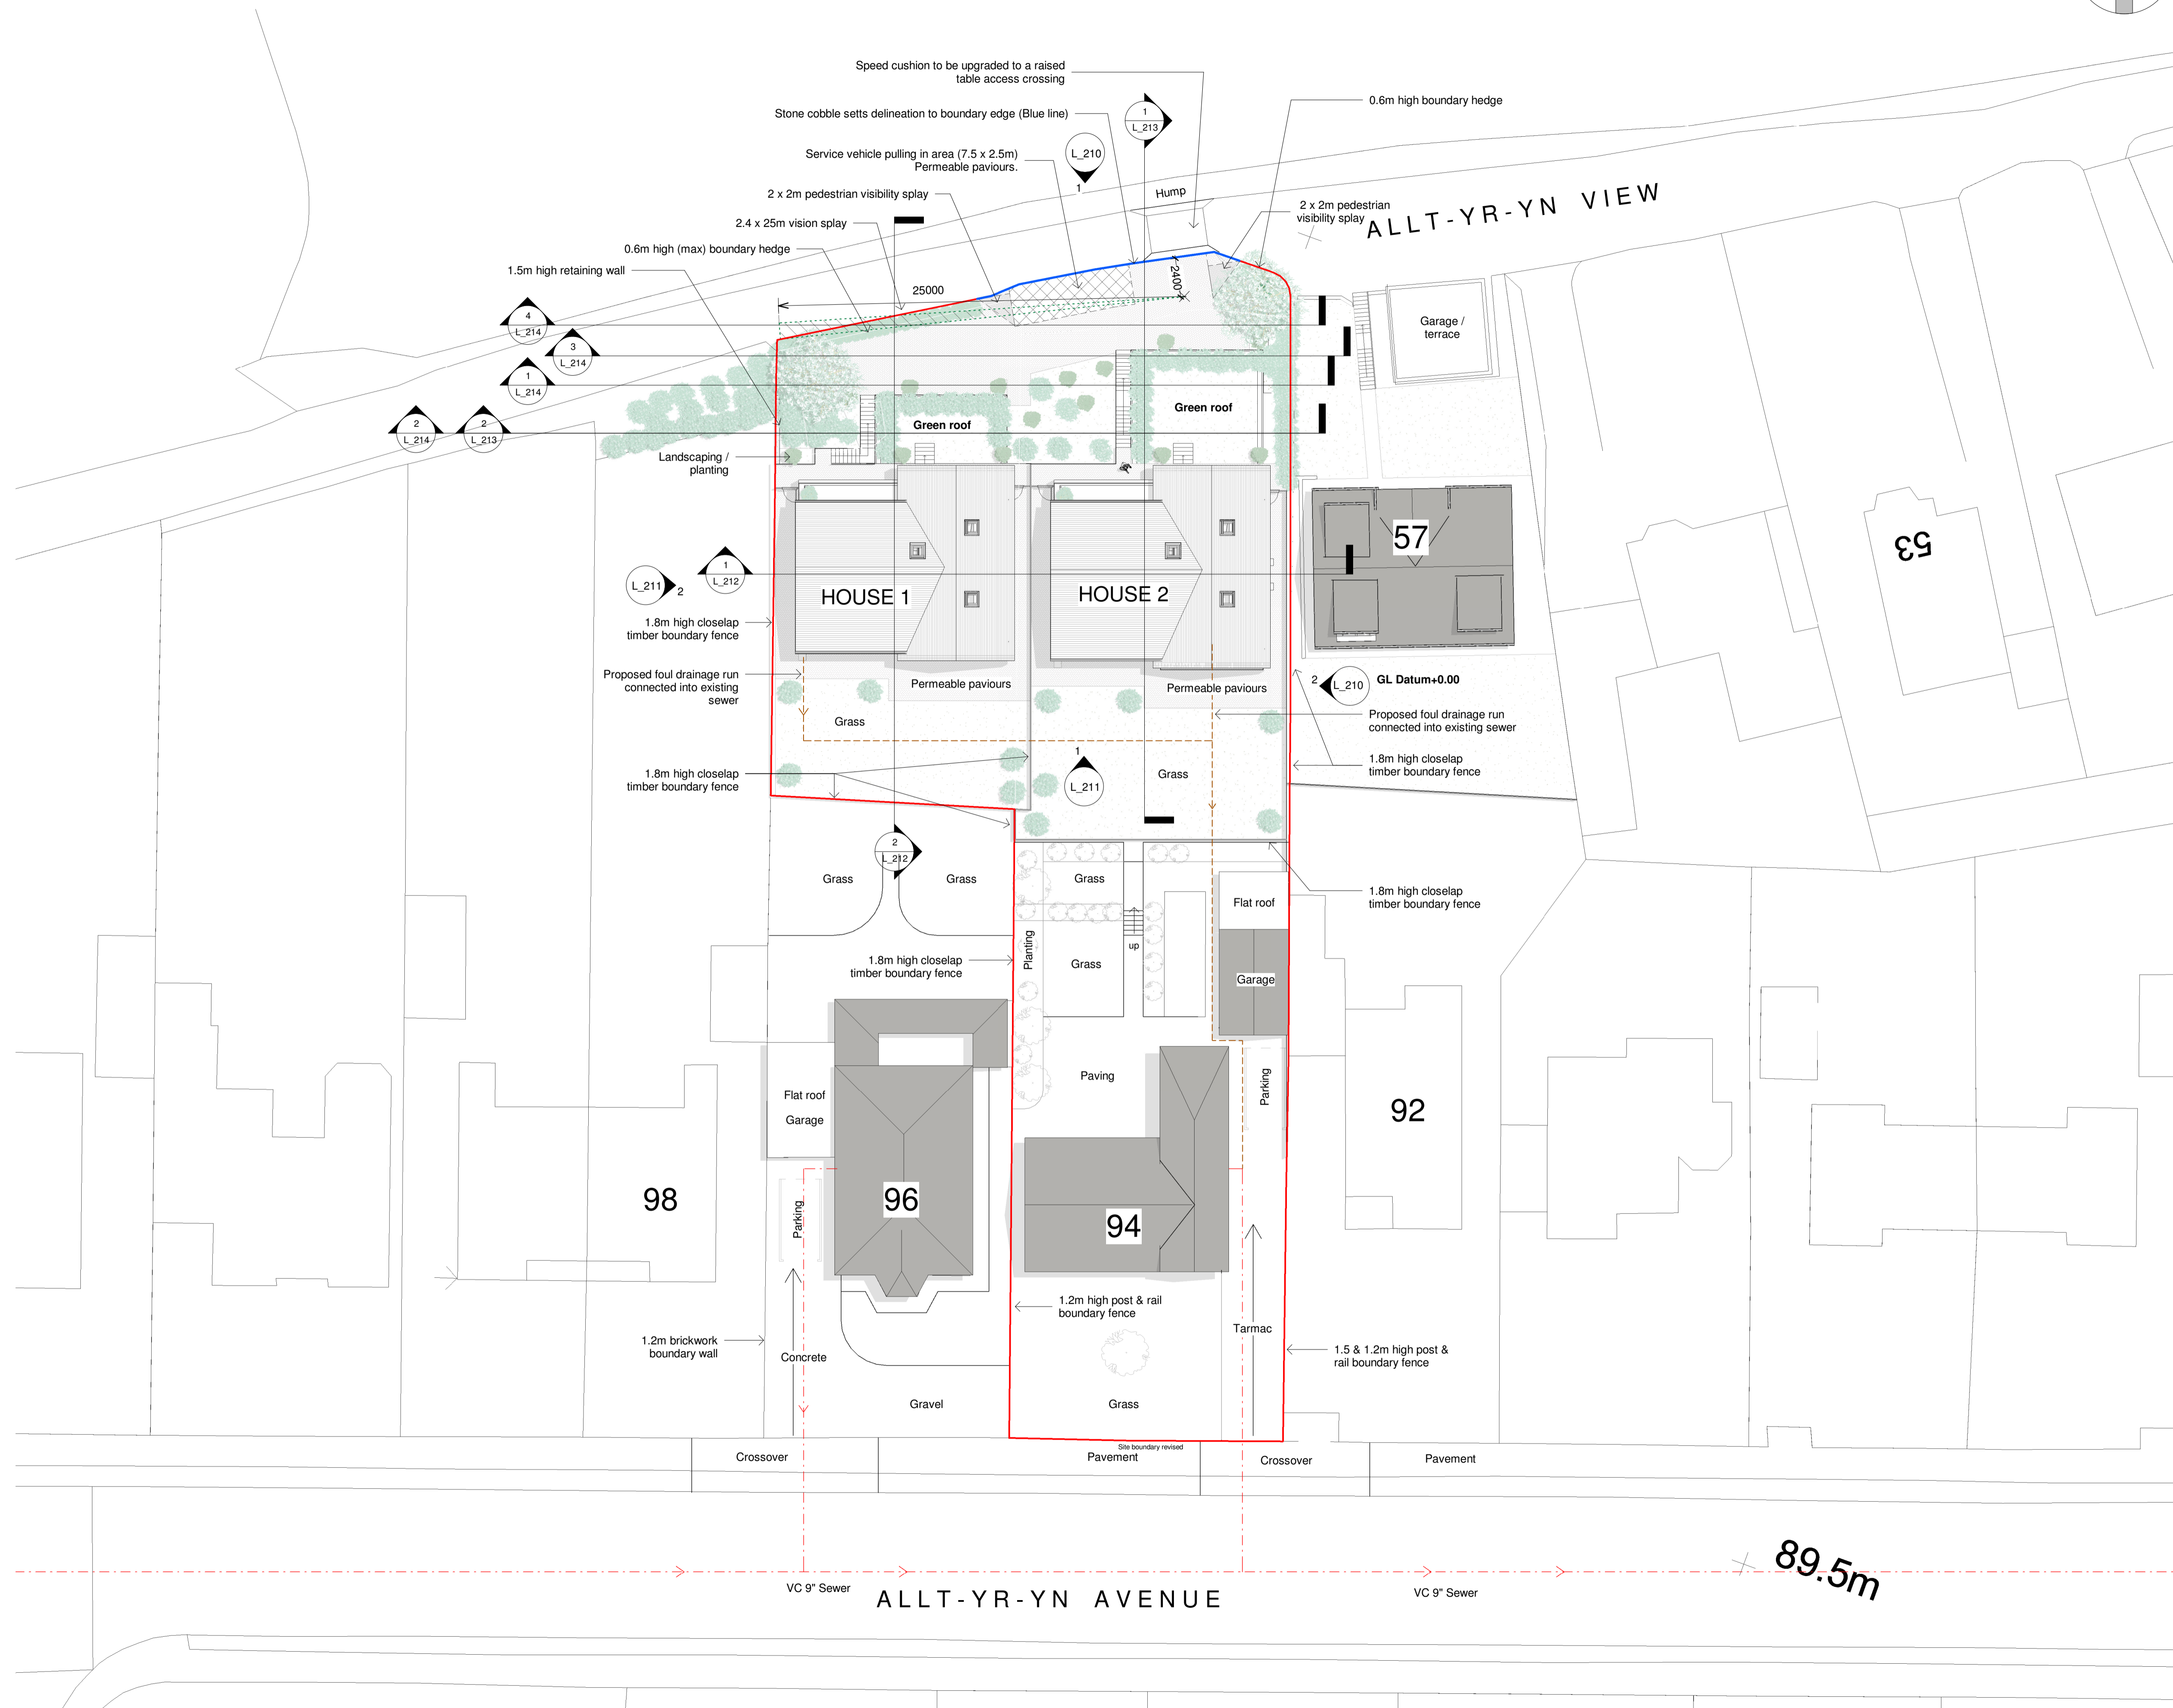 Speed cushion to be upgraded to a raised
table access crossing
0.6m high boundary hedge
Stone cobble setts delineation to boundary edge (Blue line)
1
L_213
Service vehicle pulling in area (7.5 x 2.5m)
Permeable paviours.
L_210
1
2 x 2m pedestrian visibility splay
Hump
2 x 2m pedestrian
visibility splay
ALLT-YR-YN VIEW
2.4 x 25m vision splay
0.6m high (max) boundary hedge
1.5m high retaining wall
25000
2400
4
L_214
3
L_214
1
L_214
2
L_214
2
L_213
Garage /
terrace
Green roof
Green roof
Landscaping /
planting
57
53
1
L_212
L_211
2
HOUSE 1
HOUSE 2
1.8m high closelap
timber boundary fence
Proposed foul drainage run
connected into existing
sewer
Permeable paviours
Permeable paviours
2
L_210
GL Datum+0.00
Grass
Proposed foul drainage run
connected into existing sewer
1.8m high closelap
timber boundary fence
1
L_211
Grass
1.8m high closelap
timber boundary fence
2
L_212
Grass
Grass
Grass
1.8m high closelap
timber boundary fence
Flat roof
up
Planting
Grass
1.8m high closelap
timber boundary fence
Garage
Paving
Parking
Flat roof
Garage
92
98
Parking
96
94
1.2m high post & rail
boundary fence
1.2m brickwork
boundary wall
Concrete
Tarmac
1.5 & 1.2m high post &
rail boundary fence
Gravel
Grass
Site boundary revised
Crossover
Pavement
Crossover
Pavement
VC 9" Sewer
ALLT-YR-YN AVENUE
VC 9" Sewer
89.5m